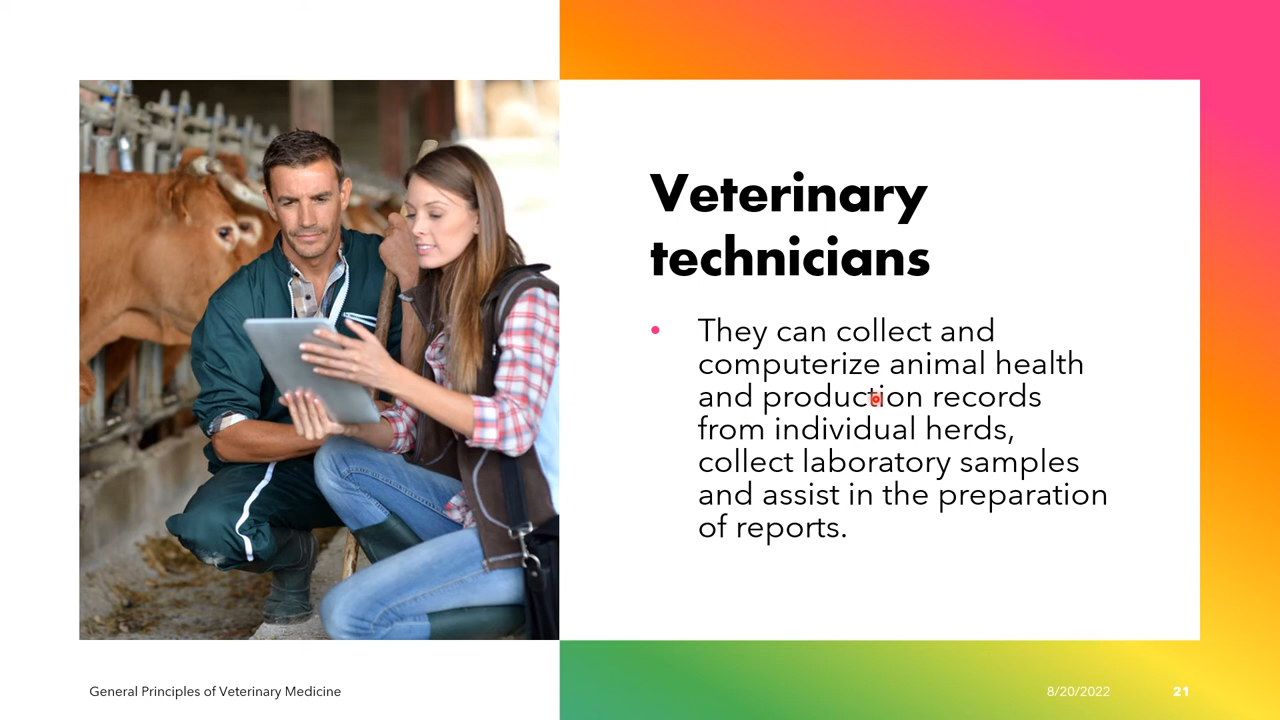 Veterinary
technicians
• They can collect and
computerize animal health
and production records
from individual herds,
collect laboratory samples
and assist in the preparation
of reports.
General Principles of Veterinary Medicine
8/20/2022
21